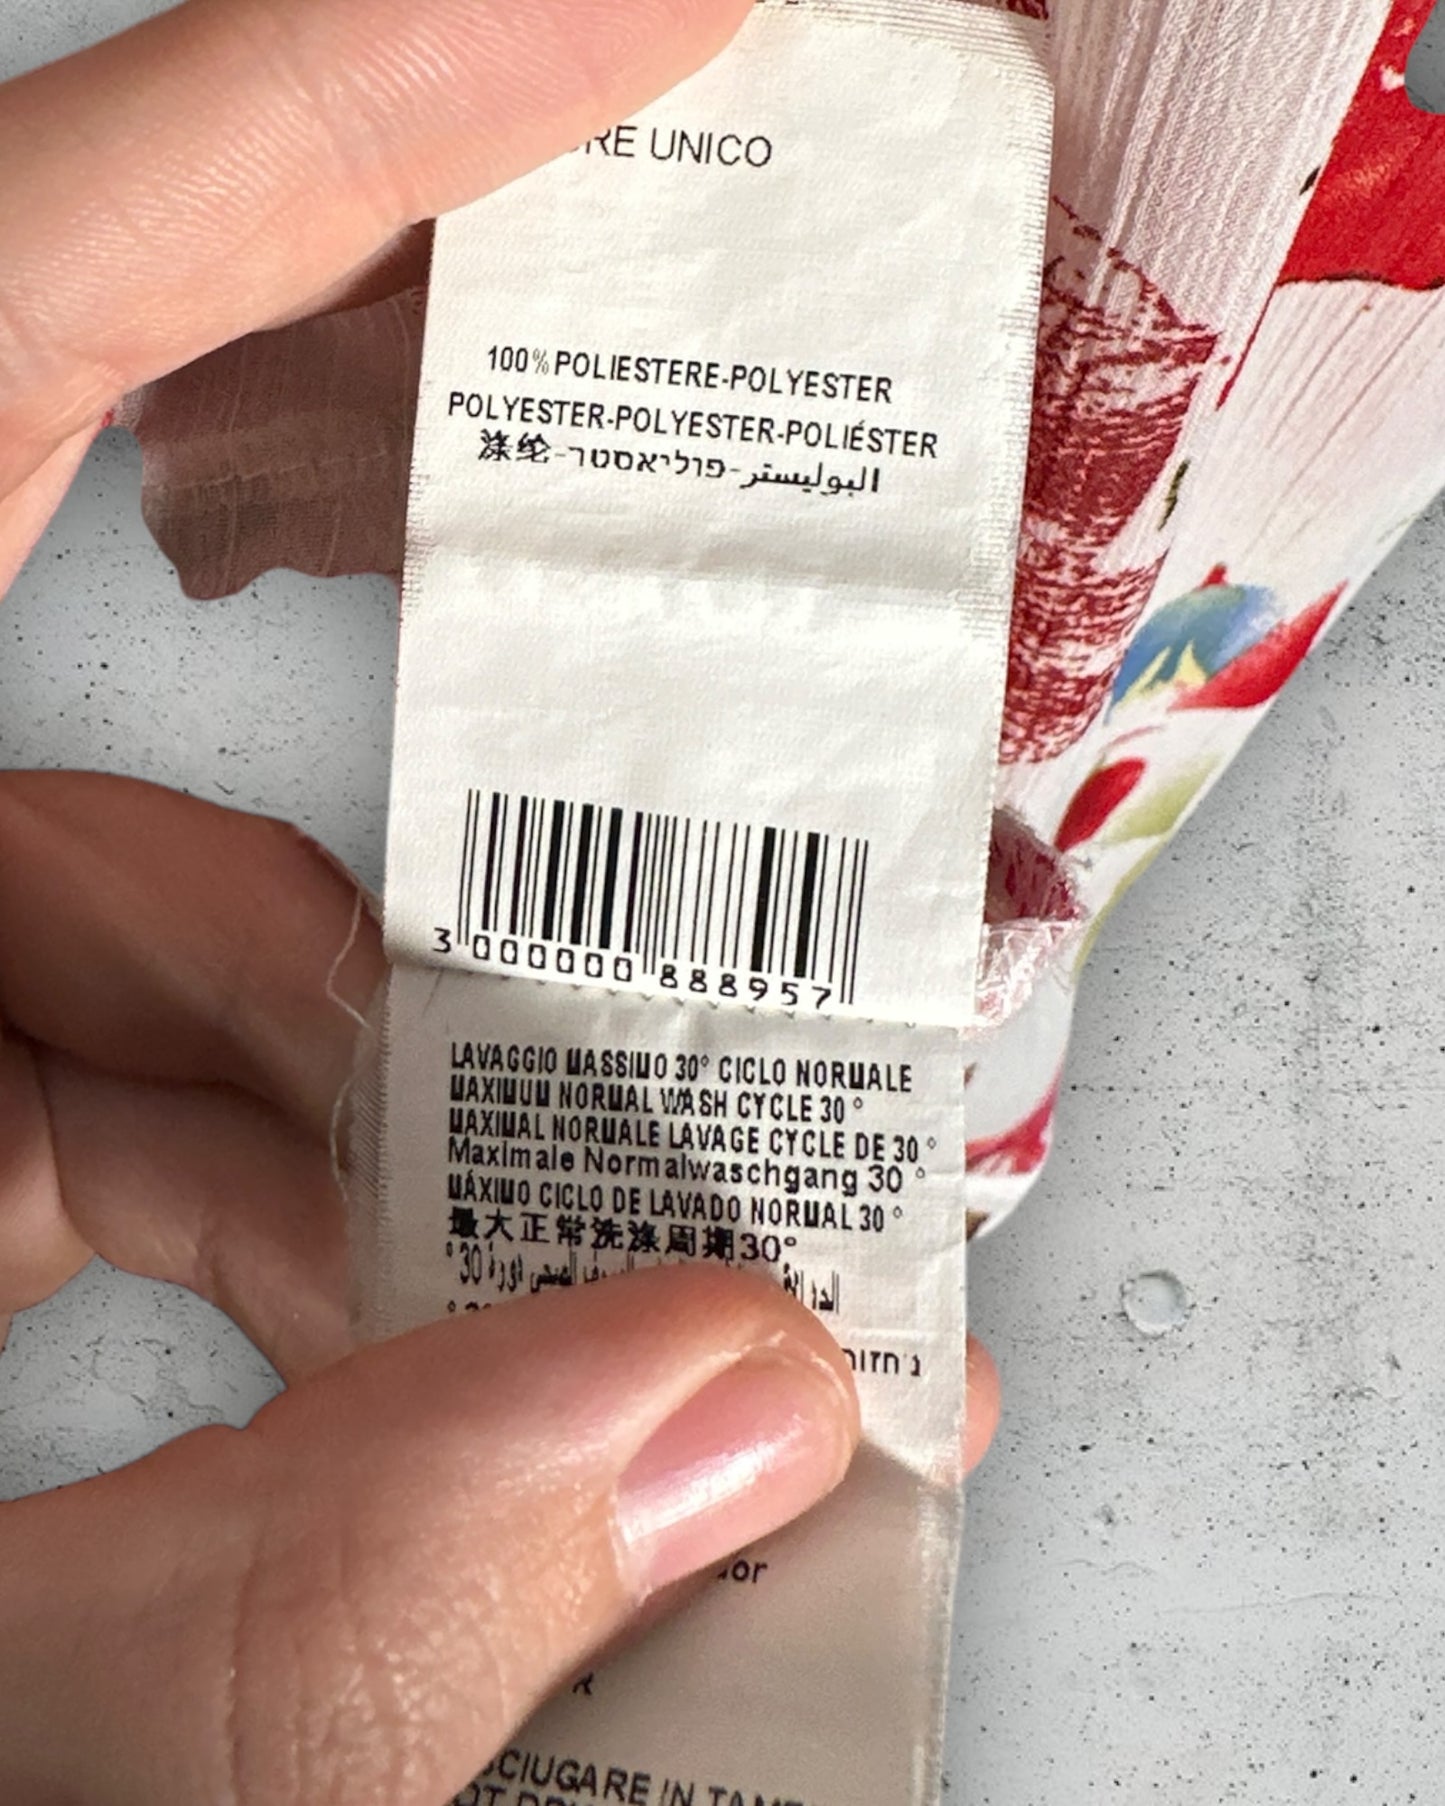 UNICO
100% POLIESTERE-POLYESTER
POLYESTER-POLYESTER-POLIÉSTER
涤纶-פוליאסטר-البوليستر
3 000000 888957
LAVAGGIO MASSIMO 30° CICLO NORMALE
MAXIMUM NORMAL WASH CYCLE 30°
MAXIMAL NORMALE LAVAGE CYCLE DE 30°
Maximale Normalwaschgang 30°
MÁXIMO CICLO DE LAVADO NORMAL 30°
最大正常洗涤周期30°
30°
IN